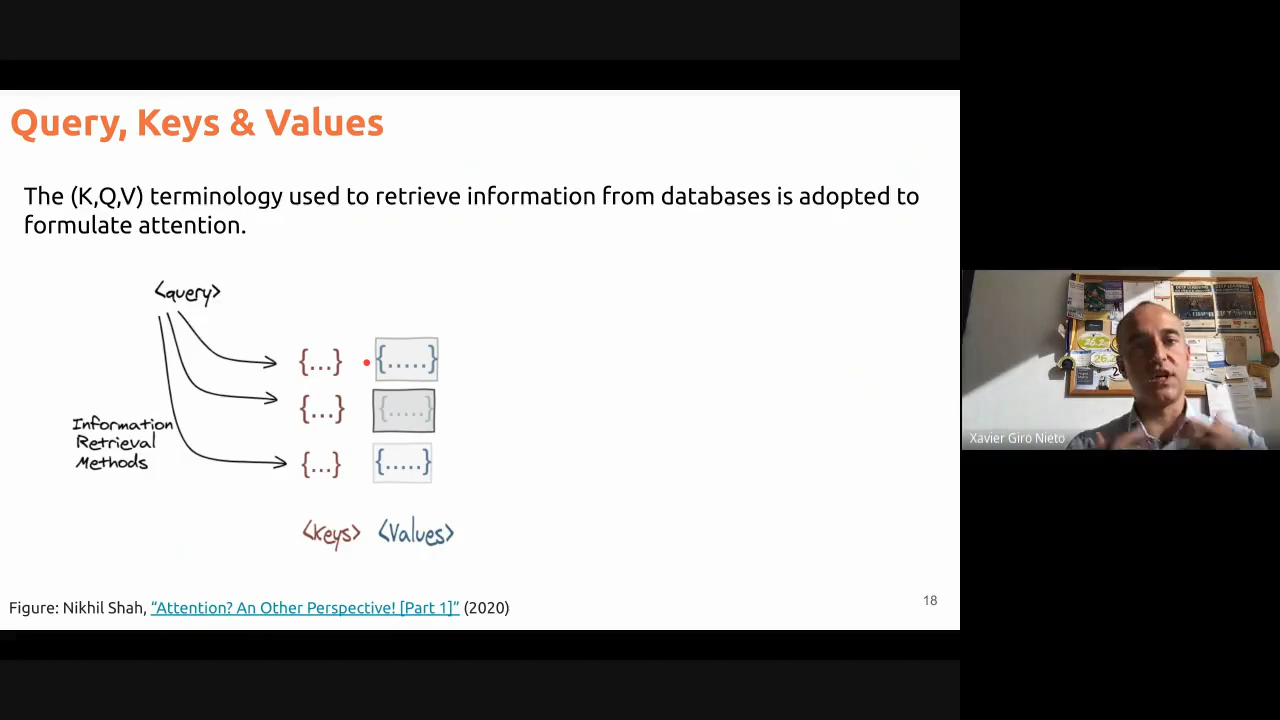 Query, Keys & Values
The (K,Q,V) terminology used to retrieve information from databases is adopted to
formulate attention.
<query>
{...} {.....}
{...} {.....}
{...} {.....}
Information
Retrieval
Methods
<Keys> <Values>
Figure: Nikhil Shah, “Attention? An Other Perspective! [Part 1]” (2020)
18
Xavier Giro Nieto